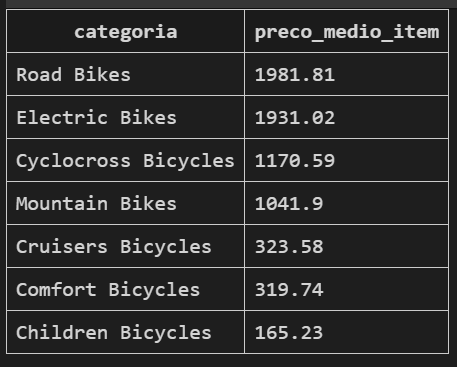 categoria preco_medio_item
Road Bikes 1981.81
Electric Bikes 1931.02
Cyclocross Bicycles 1170.59
Mountain Bikes 1041.9
Cruisers Bicycles 323.58
Comfort Bicycles 319.74
Children Bicycles 165.23